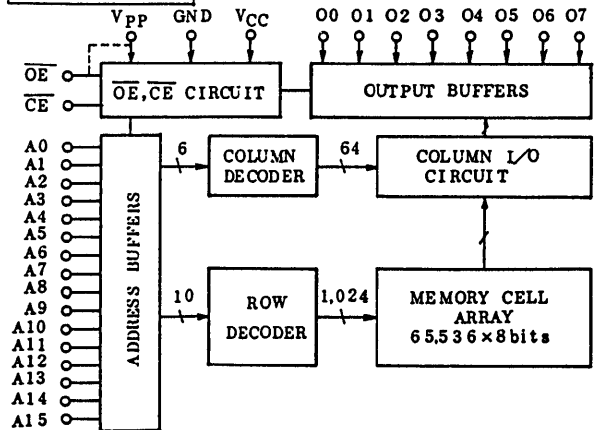 VPP GND VCC
O0 O1 O2 O3 O4 O5 O6 O7
OE
CE
OE, CE CIRCUIT
OUTPUT BUFFERS
A0
A1
A2
A3
A4
A5
A6
A7
A8
A9
A10
A11
A12
A13
A14
A15
ADDRESS BUFFERS
6
COLUMN
DECODER
64
COLUMN I/O
CIRCUIT
10
ROW
DECODER
1,024
MEMORY CELL
ARRAY
65,536×8bits